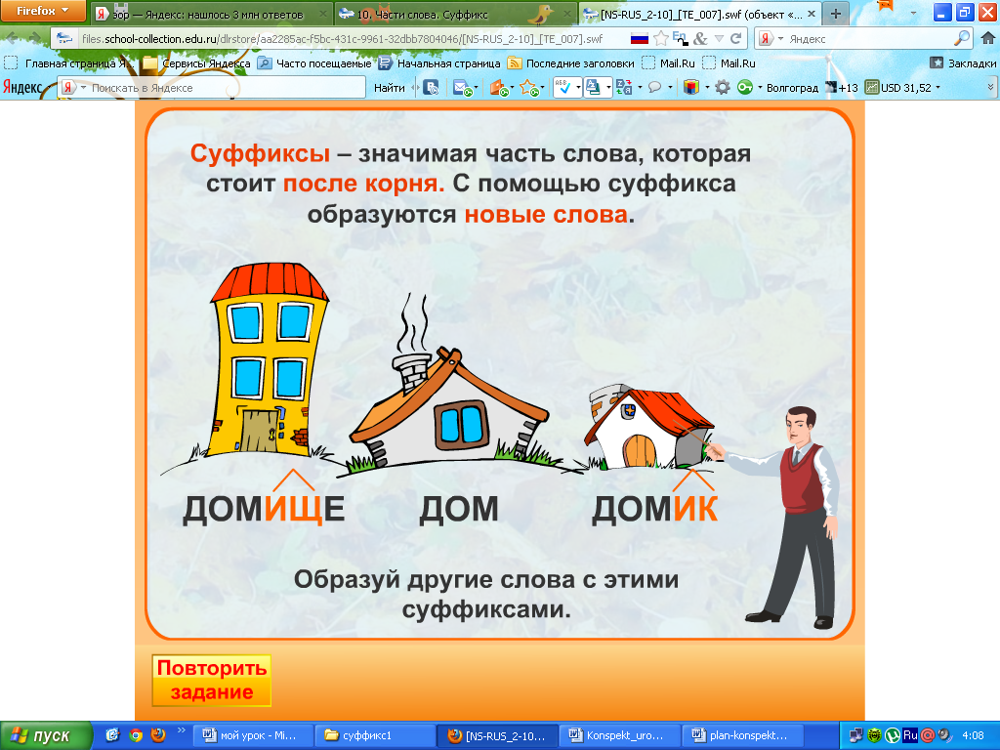 Firefox
зор — Яндекс: нашлось 3 млн ответов
10. Части слова. Суффикс
[NS-RUS_2-10]_[TE_007].swf (объект «...
files.school-collection.edu.ru/dlrstore/aa2285ac-f5bc-431c-9961-32dbb7804046/[NS-RUS_2-10]_[TE_007].swf
Яндекс
Главная страница Я...
Сервисы Яндекса
Часто посещаемые
Начальная страница
Последние заголовки
Mail.Ru
Mail.Ru
Закладки
Яндекс
Поискать в Яндексе
Найти
Волгоград
+13
USD 31,52
Суффиксы – значимая часть слова, которая
стоит после корня. С помощью суффикса
образуются новые слова.
ДОМИЩЕ ДОМ ДОМИК
Образуй другие слова с этими
суффиксами.
Повторить
задание
пуск
мой урок - Mi...
суффикс1
[NS-RUS_2-10...
Konspekt_uro...
plan-konspekt...
Ru
4:08